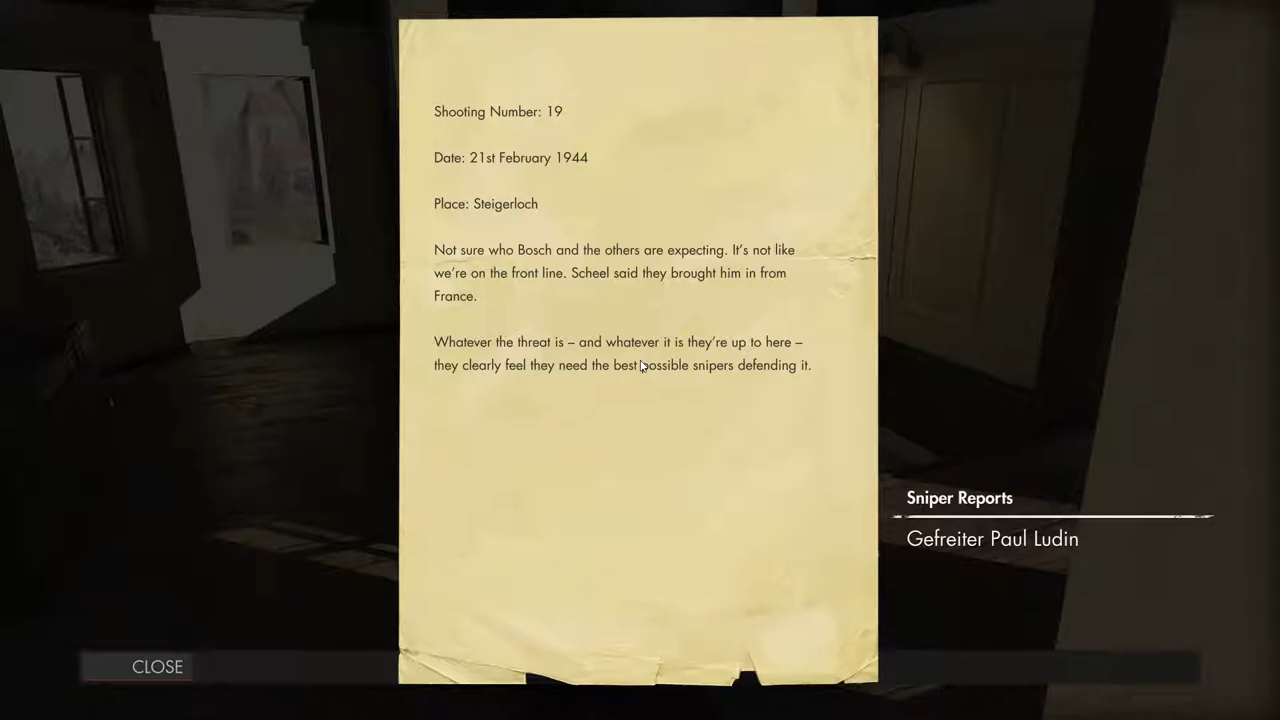 Shooting Number: 19
Date: 21st February 1944
Place: Steigerloch
Not sure who Bosch and the others are expecting. It's not like
we're on the front line. Scheel said they brought him in from
France.
Whatever the threat is – and whatever it is they're up to here –
they clearly feel they need the best possible snipers defending it.
Sniper Reports
Gefreiter Paul Ludin
CLOSE